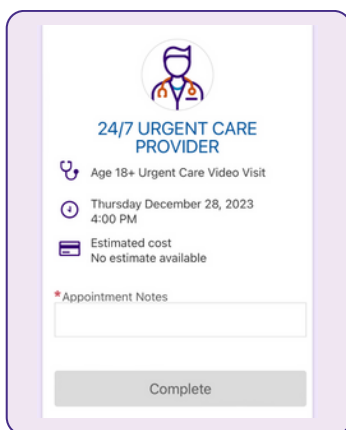 24/7 URGENT CARE
PROVIDER
Age 18+ Urgent Care Video Visit
Thursday December 28, 2023
4:00 PM
Estimated cost
No estimate available
*Appointment Notes
Complete